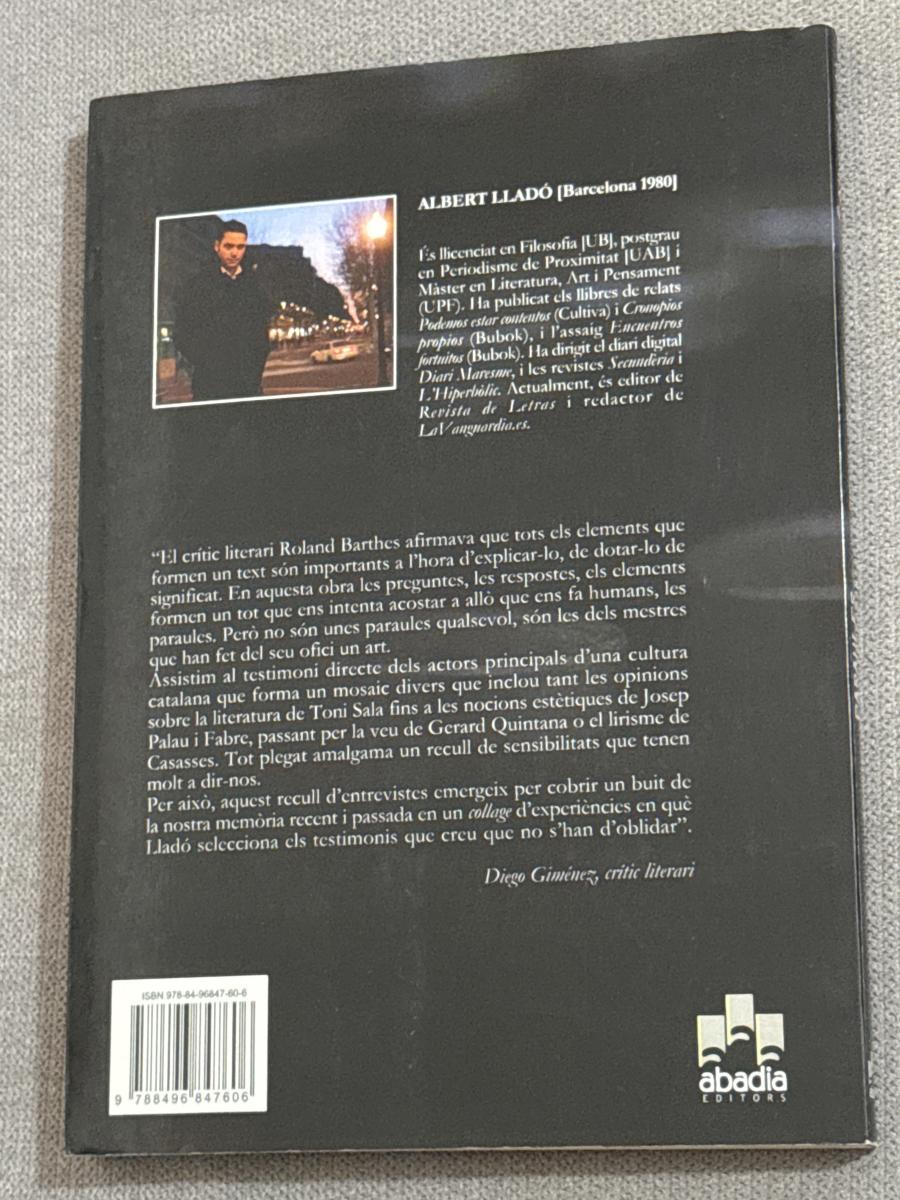 ALBERT LLADÓ [Barcelona 1980]
És llicenciat en Filosofia [UB], postgrau
en Periodisme de Proximitat [UAB] i
Màster en Literatura, Art i Pensament
(UPF). Ha publicat els llibres de relats
Podemos estar contentos (Cultiva) i Cronopios
propios (Bubok), i l'assaig Encuentros
fortuitos (Bubok). Ha dirigit el diari digital
Diari Maresme, i les revistes Secundèria i
L'Hiperbòlic. Actualment, és editor de
Revista de Letras i redactor de
LaVanguardia.es.
“El crític literari Roland Barthes afirmava que tots els elements que
formen un text són importants a l'hora d'explicar-lo, de dotar-lo de
significat. En aquesta obra les preguntes, les respostes, els elements
formen un tot que ens intenta acostar a allò que ens fa humans, les
paraules. Però no són unes paraules qualsevol, són les dels mestres
que han fet del seu ofici un art.
Assistim al testimoni directe dels actors principals d'una cultura
catalana que forma un mosaic divers que inclou tant les opinions
sobre la literatura de Toni Sala fins a les nocions estètiques de Josep
Palau i Fabre, passant per la veu de Gerard Quintana o el lirisme de
Casasses. Tot plegat amalgama un recull de sensibilitats que tenen
molt a dir-nos.
Per això, aquest recull d'entrevistes emergeix per cobrir un buit de
la nostra memòria recent i passada en un collage d'experiències en què
Lladó selecciona els testimonis que creu que no s'han d'oblidar”.
Diego Giménez, crític literari
ISBN 978-84-96847-60-6
9 788496 847606
abadia
EDITORS